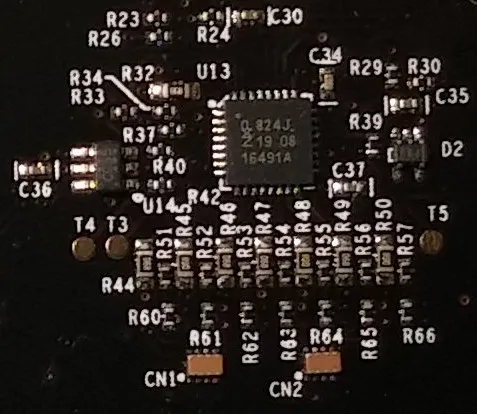 R23
R24
C30
R26
C34
R34
R32
U13
R29
R30
R33
C35
R37
824J
19 08
16491A
R39
D2
C36
R40
C37
U14
R42
T4
T3
R51
R45
R52
R46
R53
R47
R54
R48
R55
R49
R56
R50
R57
T5
R44
R60
R61
R62
R63
R64
R65
R66
CN1
CN2